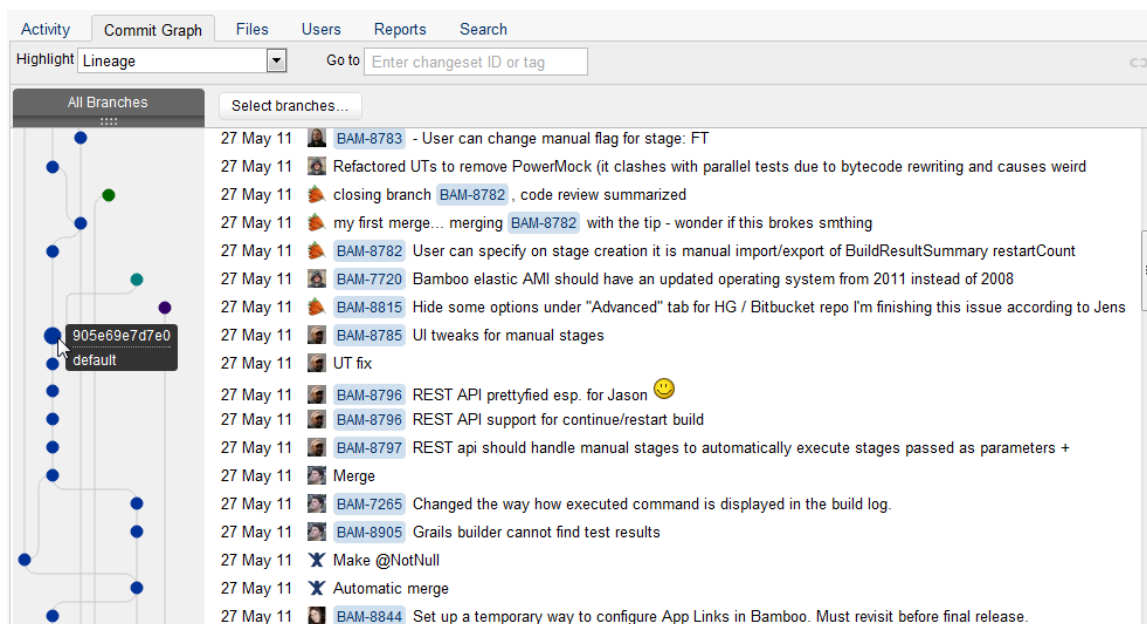 Activity Commit Graph Files Users Reports Search
Highlight Lineage Go to Enter changeset ID or tag
All Branches Select branches...
27 May 11 BAM-8783 - User can change manual flag for stage: FT
27 May 11 Refactored UTs to remove PowerMock (it clashes with parallel tests due to bytecode rewriting and causes weird
27 May 11 closing branch BAM-8782 , code review summarized
27 May 11 my first merge... merging BAM-8782 with the tip - wonder if this brokes smthing
27 May 11 BAM-8782 User can specify on stage creation it is manual import/export of BuildResultSummary restartCount
27 May 11 BAM-7720 Bamboo elastic AMI should have an updated operating system from 2011 instead of 2008
27 May 11 BAM-8815 Hide some options under "Advanced" tab for HG / Bitbucket repo I'm finishing this issue according to Jens
905e69e7d7e0 27 May 11 BAM-8785 UI tweaks for manual stages
default 27 May 11 UT fix
27 May 11 BAM-8796 REST API prettyfied esp. for Jason
27 May 11 BAM-8796 REST API support for continue/restart build
27 May 11 BAM-8797 REST api should handle manual stages to automatically execute stages passed as parameters +
27 May 11 Merge
27 May 11 BAM-7265 Changed the way how executed command is displayed in the build log.
27 May 11 BAM-8905 Grails builder cannot find test results
27 May 11 Make @NotNull
27 May 11 Automatic merge
27 May 11 BAM-8844 Set up a temporary way to configure App Links in Bamboo. Must revisit before final release.